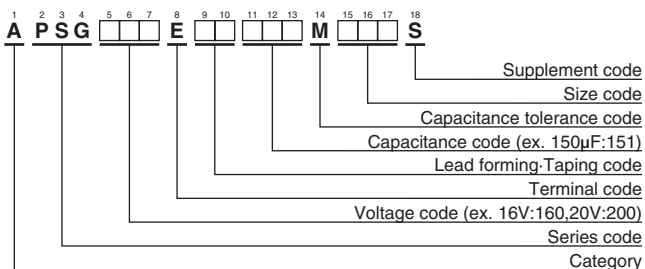 1 2 3 4 5 6 7 8 9 10 11 12 13 14 15 16 17 18
A P S G E M S
Supplement code
Size code
Capacitance tolerance code
Capacitance code (ex. 150µF:151)
Lead forming·Taping code
Terminal code
Voltage code (ex. 16V:160,20V:200)
Series code
Category